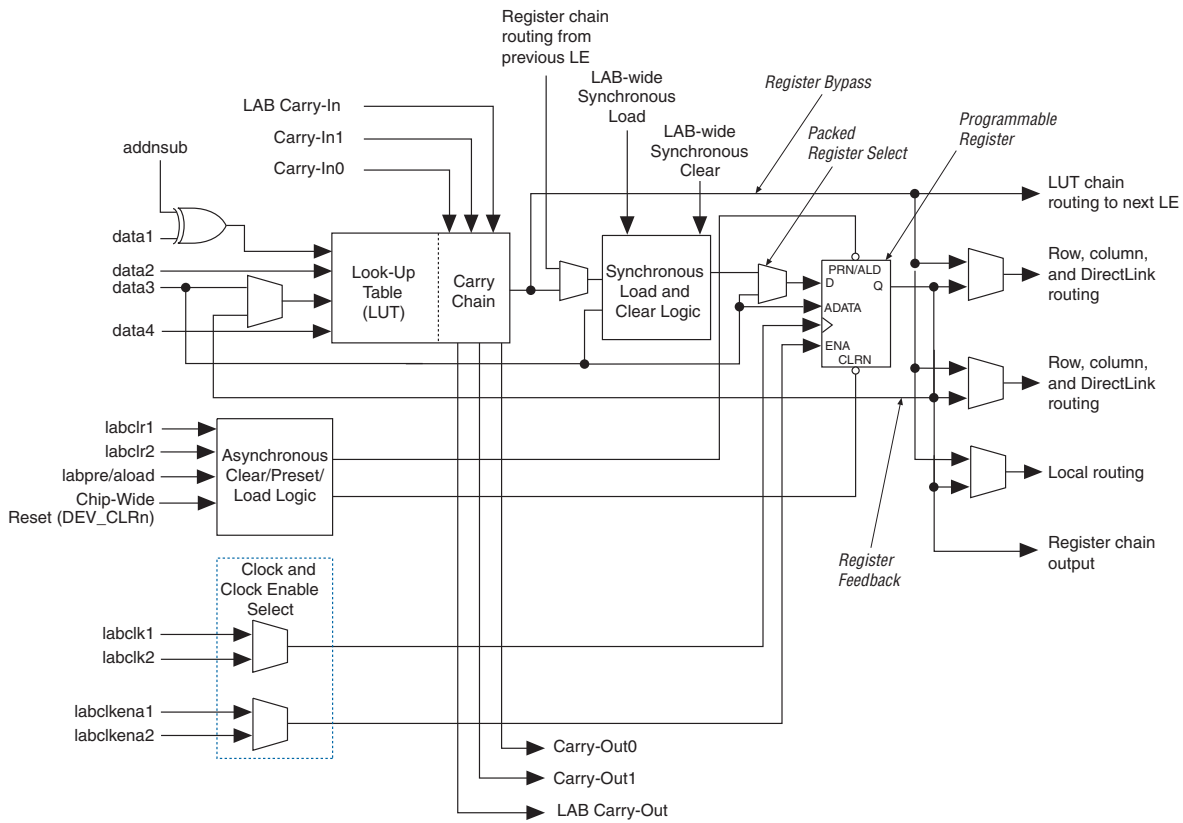 Register chain
routing from
previous LE
LAB-wide
Synchronous
Load
LAB-wide
Synchronous
Clear
Register Bypass
Packed
Register Select
Programmable
Register
LAB Carry-In
Carry-In1
Carry-In0
addnsub
data1
data2
data3
data4
Look-Up
Table
(LUT)
Carry
Chain
Synchronous
Load and
Clear Logic
PRN/ALD
D
Q
ADATA
ENA
CLRN
LUT chain
routing to next LE
Row, column,
and DirectLink
routing
Row, column,
and DirectLink
routing
Local routing
Register chain
output
Register
Feedback
labclr1
labclr2
labpre/aload
Chip-Wide
Reset (DEV_CLRn)
Asynchronous
Clear/Preset/
Load Logic
Clock and
Clock Enable
Select
labclk1
labclk2
labclkena1
labclkena2
Carry-Out0
Carry-Out1
LAB Carry-Out